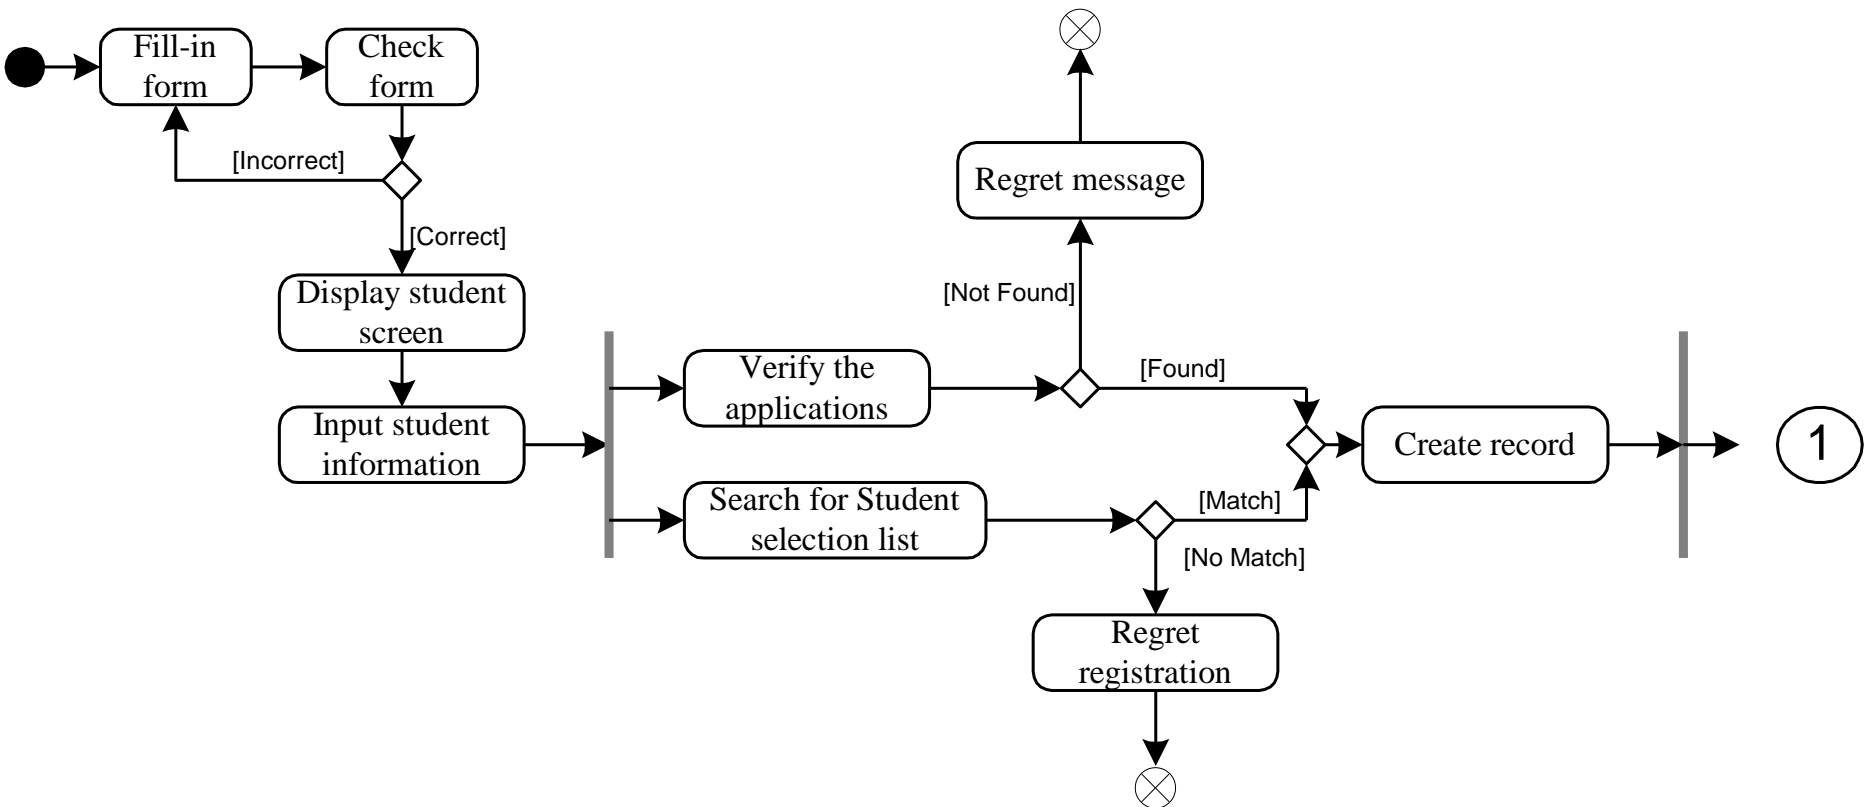 Fill-in
form
Check
form
[Incorrect]
[Correct]
Display student
screen
Input student
information
Verify the
applications
[Not Found]
Regret message
[Found]
Search for Student
selection list
[Match]
[No Match]
Regret
registration
Create record
1